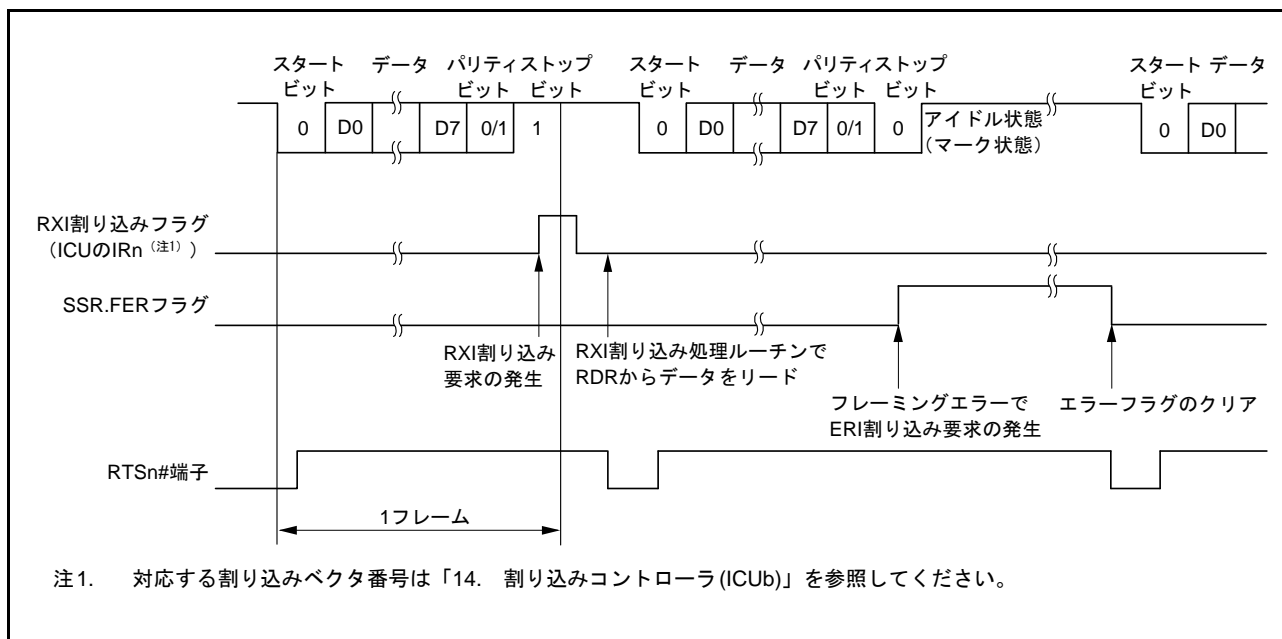 スタート データ パリティストップ スタート データ パリティストップ スタート データ
ビット ビット ビット ビット ビット ビット ビット
0 D0 D7 0/1 1 0 D0 D7 0/1 0 アイドル状態 0 D0
(マーク状態)
RXI割り込みフラグ
(ICUのIRn(注1))
SSR.FERフラグ
RXI割り込み RXI割り込み処理ルーチンで
要求の発生 RDRからデータをリード
フレーミングエラーで エラーフラグのクリア
ERI割り込み要求の発生
RTSn#端子
1フレーム
注1. 対応する割り込みベクタ番号は「14. 割り込みコントローラ(ICUb)」を参照してください。